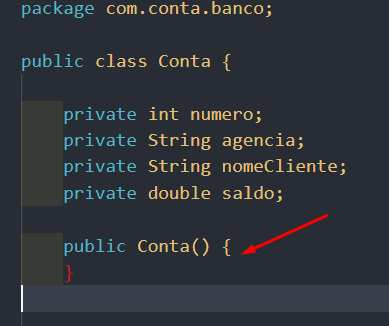 package com.conta.banco;
public class Conta {
private int numero;
private String agencia;
private String nomeCliente;
private double saldo;
public Conta() {
}